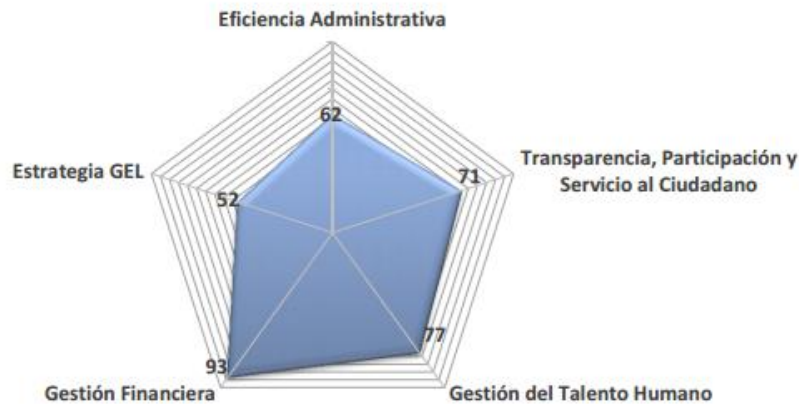 Eficiencia Administrativa
62
Transparencia, Participación y
Servicio al Ciudadano
71
Estrategia GEL
52
77
93
Gestión Financiera
Gestión del Talento Humano